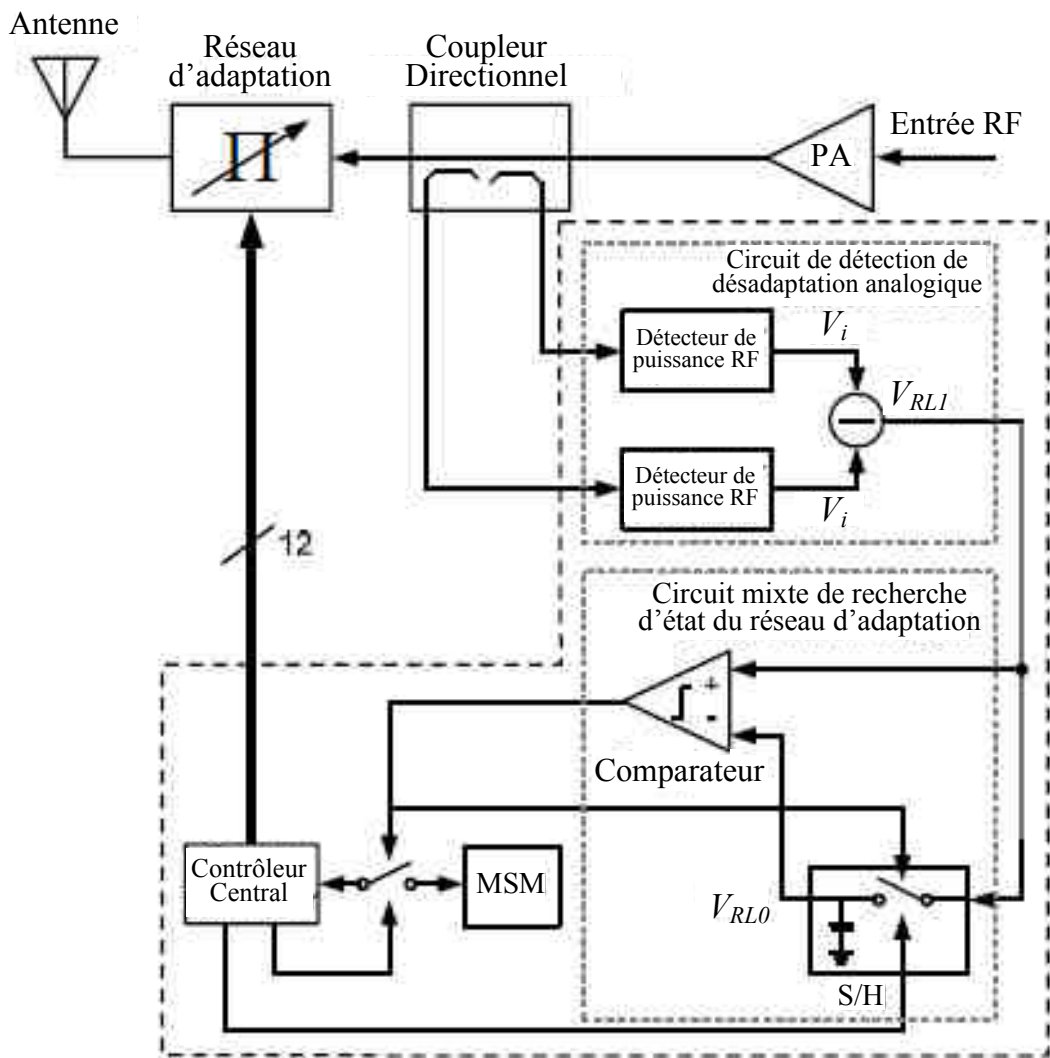 Antenne
Réseau
d'adaptation
Coupleur
Directionnel
Entrée RF
PA
Π
Circuit de détection de
désadaptation analogique
Détecteur de
puissance RF
V_i
V_RL1
Détecteur de
puissance RF
V_i
12
Circuit mixte de recherche
d'état du réseau d'adaptation
+
-
Comparateur
Contrôleur
Central
MSM
V_RL0
S/H